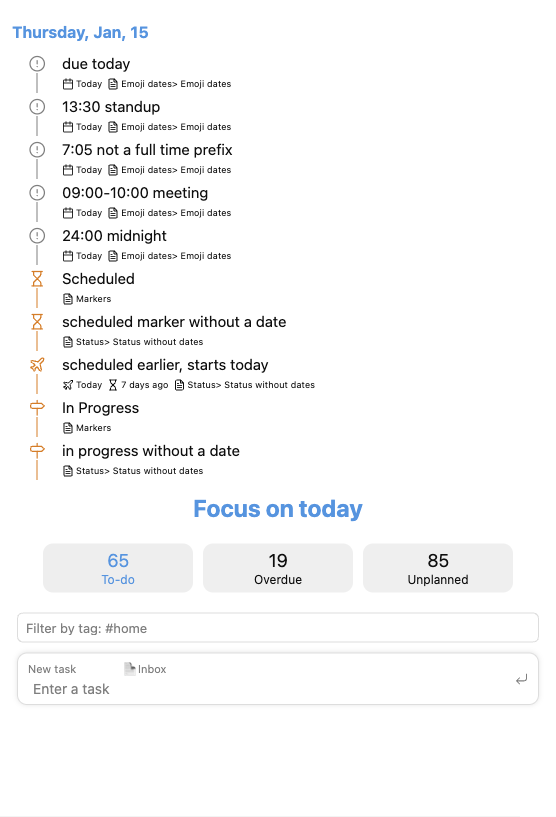 Thursday, Jan, 15
due today
Today Emoji dates> Emoji dates
13:30 standup
Today Emoji dates> Emoji dates
7:05 not a full time prefix
Today Emoji dates> Emoji dates
09:00-10:00 meeting
Today Emoji dates> Emoji dates
24:00 midnight
Today Emoji dates> Emoji dates
Scheduled
Markers
scheduled marker without a date
Status> Status without dates
scheduled earlier, starts today
Today 7 days ago Status> Status without dates
In Progress
Markers
in progress without a date
Status> Status without dates
Focus on today
65 19 85
To-do Overdue Unplanned
Filter by tag: #home
New task Inbox
Enter a task